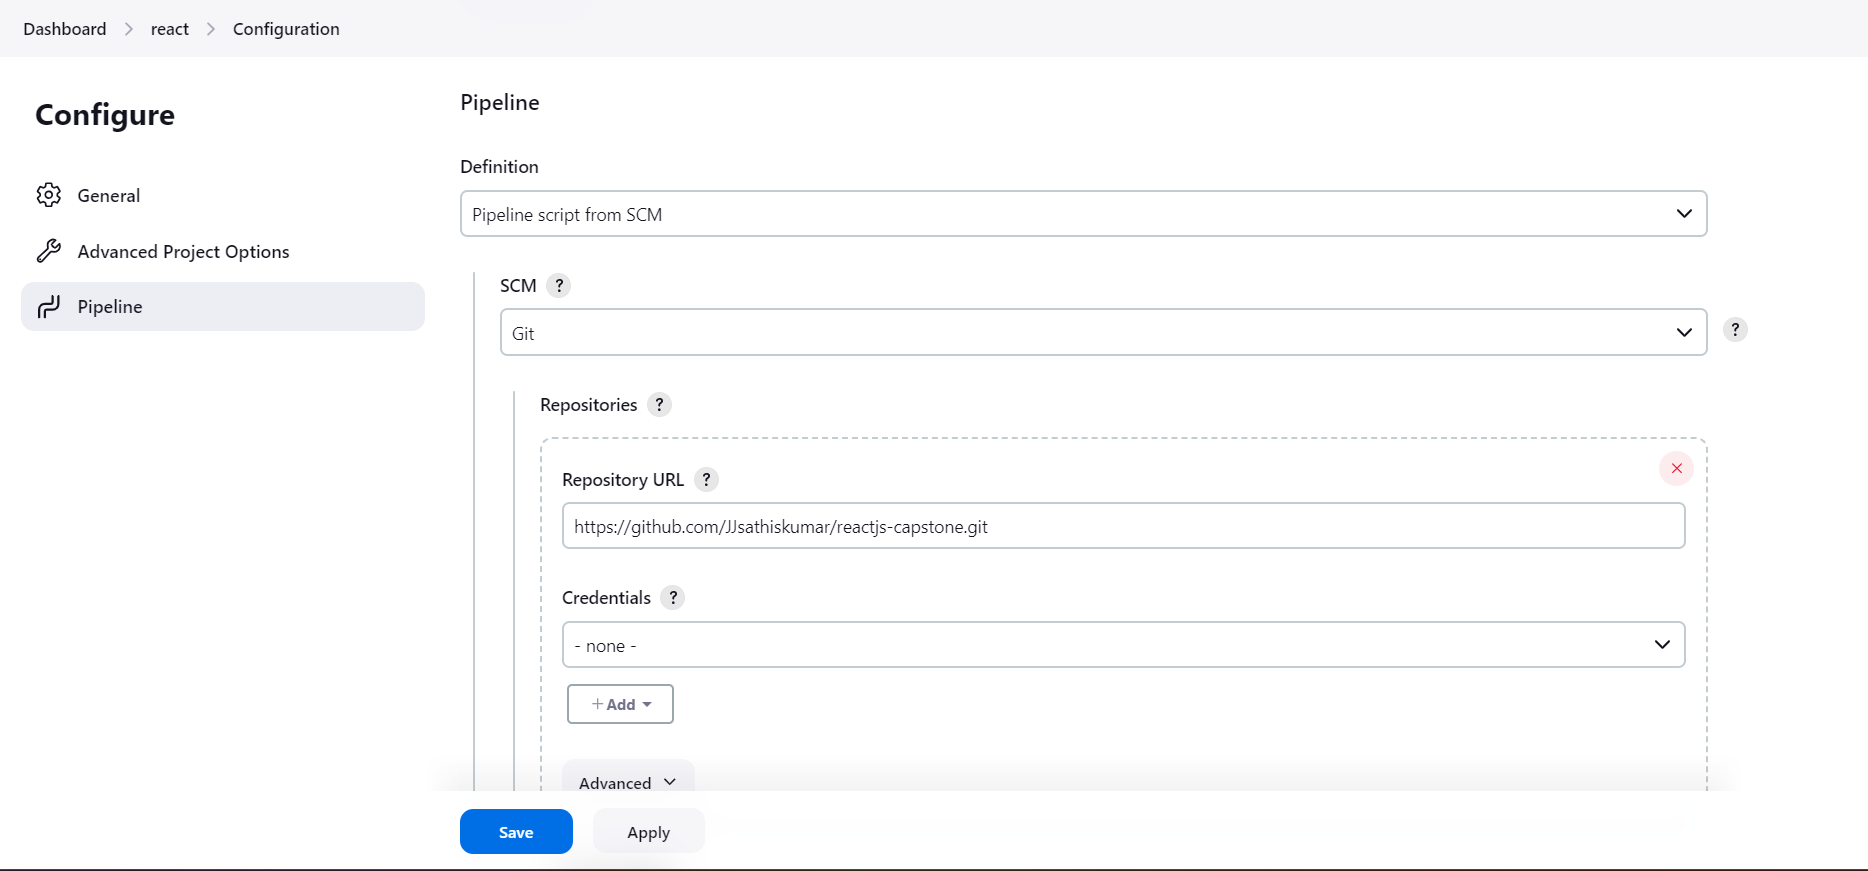 Dashboard > react > Configuration
Configure
General
Advanced Project Options
Pipeline
Pipeline
Definition
Pipeline script from SCM
SCM ?
Git
?
Repositories ?
Repository URL ?
https://github.com/JJsathiskumar/reactjs-capstone.git
Credentials ?
- none -
+ Add
Advanced
Save Apply